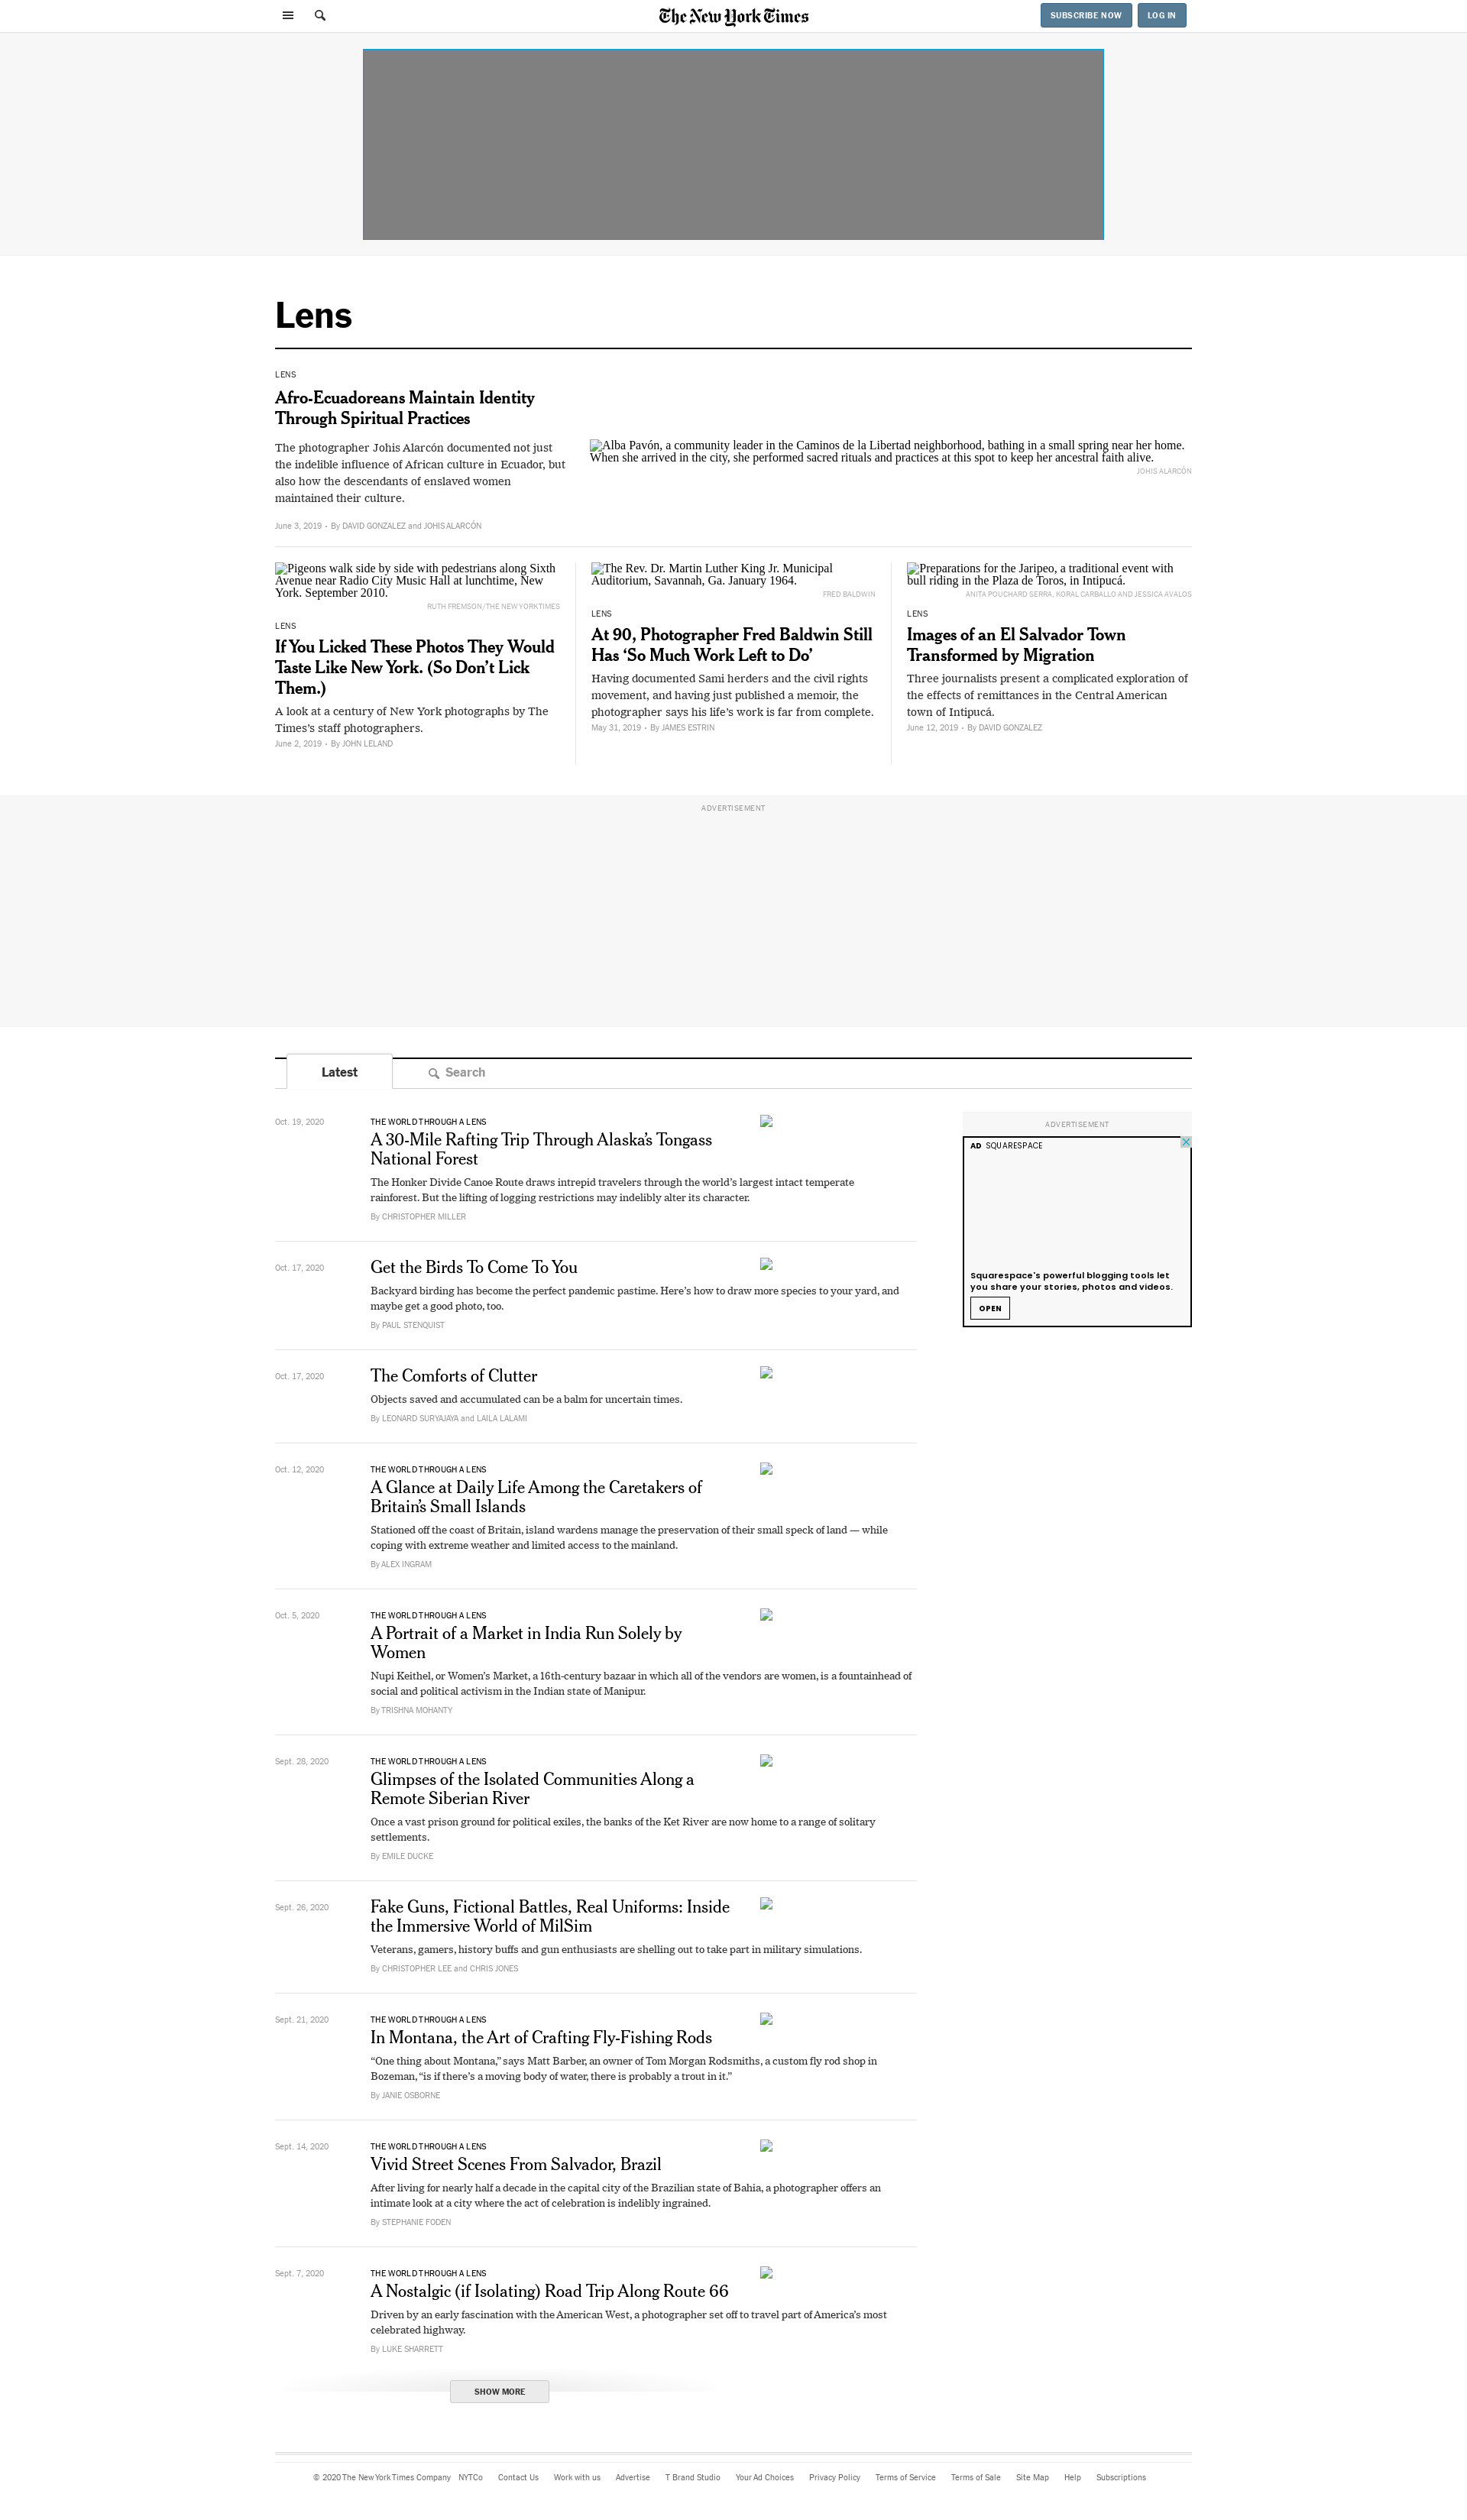 The New York Times
SUBSCRIBE NOW
LOG IN
Lens
LENS
Afro-Ecuadoreans Maintain Identity
Through Spiritual Practices
The photographer Johis Alarcón documented not just
the indelible influence of African culture in Ecuador, but
also how the descendants of enslaved women
maintained their culture.
June 3, 2019 • By DAVID GONZALEZ and JOHIS ALARCÓN
Alba Pavón, a community leader in the Caminos de la Libertad neighborhood, bathing in a small spring near her home.
When she arrived in the city, she performed sacred rituals and practices at this spot to keep her ancestral faith alive.
JOHIS ALARCÓN
Pigeons walk side by side with pedestrians along Sixth
Avenue near Radio City Music Hall at lunchtime, New
York. September 2010.
RUTH FREMSON/THE NEW YORK TIMES
LENS
If You Licked These Photos They Would
Taste Like New York. (So Don’t Lick
Them.)
A look at a century of New York photographs by The
Times’s staff photographers.
June 2, 2019 • By JOHN LELAND
The Rev. Dr. Martin Luther King Jr. Municipal
Auditorium, Savannah, Ga. January 1964.
FRED BALDWIN
LENS
At 90, Photographer Fred Baldwin Still
Has ‘So Much Work Left to Do’
Having documented Sami herders and the civil rights
movement, and having just published a memoir, the
photographer says his life’s work is far from complete.
May 31, 2019 • By JAMES ESTRIN
Preparations for the Jaripeo, a traditional event with
bull riding in the Plaza de Toros, in Intipucá.
ANITA POUCHARD SERRA, KORAL CARBALLO AND JESSICA AVALOS
LENS
Images of an El Salvador Town
Transformed by Migration
Three journalists present a complicated exploration of
the effects of remittances in the Central American
town of Intipucá.
June 12, 2019 • By DAVID GONZALEZ
ADVERTISEMENT
Latest
Search
Oct. 19, 2020
THE WORLD THROUGH A LENS
A 30-Mile Rafting Trip Through Alaska’s Tongass
National Forest
The Honker Divide Canoe Route draws intrepid travelers through the world’s largest intact temperate
rainforest. But the lifting of logging restrictions may indelibly alter its character.
By CHRISTOPHER MILLER
ADVERTISEMENT
AD SQUARESPACE
Squarespace's powerful blogging tools let
you share your stories, photos and videos.
OPEN
Oct. 17, 2020
Get the Birds To Come To You
Backyard birding has become the perfect pandemic pastime. Here’s how to draw more species to your yard, and
maybe get a good photo, too.
By PAUL STENQUIST
Oct. 17, 2020
The Comforts of Clutter
Objects saved and accumulated can be a balm for uncertain times.
By LEONARD SURYAJAYA and LAILA LALAMI
Oct. 12, 2020
THE WORLD THROUGH A LENS
A Glance at Daily Life Among the Caretakers of
Britain’s Small Islands
Stationed off the coast of Britain, island wardens manage the preservation of their small speck of land — while
coping with extreme weather and limited access to the mainland.
By ALEX INGRAM
Oct. 5, 2020
THE WORLD THROUGH A LENS
A Portrait of a Market in India Run Solely by
Women
Nupi Keithel, or Women’s Market, a 16th-century bazaar in which all of the vendors are women, is a fountainhead of
social and political activism in the Indian state of Manipur.
By TRISHNA MOHANTY
Sept. 28, 2020
THE WORLD THROUGH A LENS
Glimpses of the Isolated Communities Along a
Remote Siberian River
Once a vast prison ground for political exiles, the banks of the Ket River are now home to a range of solitary
settlements.
By EMILE DUCKE
Sept. 26, 2020
Fake Guns, Fictional Battles, Real Uniforms: Inside
the Immersive World of MilSim
Veterans, gamers, history buffs and gun enthusiasts are shelling out to take part in military simulations.
By CHRISTOPHER LEE and CHRIS JONES
Sept. 21, 2020
THE WORLD THROUGH A LENS
In Montana, the Art of Crafting Fly-Fishing Rods
“One thing about Montana,” says Matt Barber, an owner of Tom Morgan Rodsmiths, a custom fly rod shop in
Bozeman, “is if there’s a moving body of water, there is probably a trout in it.”
By JANIE OSBORNE
Sept. 14, 2020
THE WORLD THROUGH A LENS
Vivid Street Scenes From Salvador, Brazil
After living for nearly half a decade in the capital city of the Brazilian state of Bahia, a photographer offers an
intimate look at a city where the act of celebration is indelibly ingrained.
By STEPHANIE FODEN
Sept. 7, 2020
THE WORLD THROUGH A LENS
A Nostalgic (if Isolating) Road Trip Along Route 66
Driven by an early fascination with the American West, a photographer set off to travel part of America’s most
celebrated highway.
By LUKE SHARRETT
SHOW MORE
© 2020 The New York Times Company NYTCo Contact Us Work with us Advertise T Brand Studio Your Ad Choices Privacy Policy Terms of Service Terms of Sale Site Map Help Subscriptions